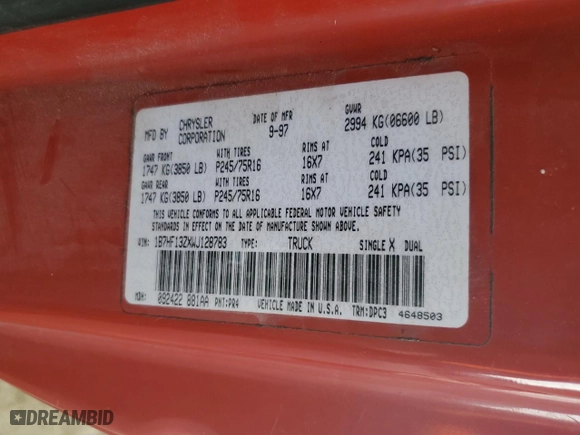 MFD BY CHRYSLER CORPORATION DATE OF MFR 9-97 GVWR 2994 KG(06600 LB)
GAWR FRONT WITH TIRES RIMS AT COLD
1747 KG(3850 LB) P245/75R16 16X7 241 KPA(35 PSI)
GAWR REAR WITH TIRES RIMS AT COLD
1747 KG(3850 LB) P245/75R16 16X7 241 KPA(35 PSI)
THIS VEHICLE CONFORMS TO ALL APPLICABLE FEDERAL MOTOR VEHICLE SAFETY
STANDARDS IN EFFECT ON THE DATE OF MANUFACTURE SHOWN ABOVE.
VIN: 1B7HF13ZXWJ128783 TYPE: TRUCK SINGLE X DUAL
MDH: 092422 881AA PNT:PR4 VEHICLE MADE IN U.S.A. TRM:DPC3 4648503
DREAMBID